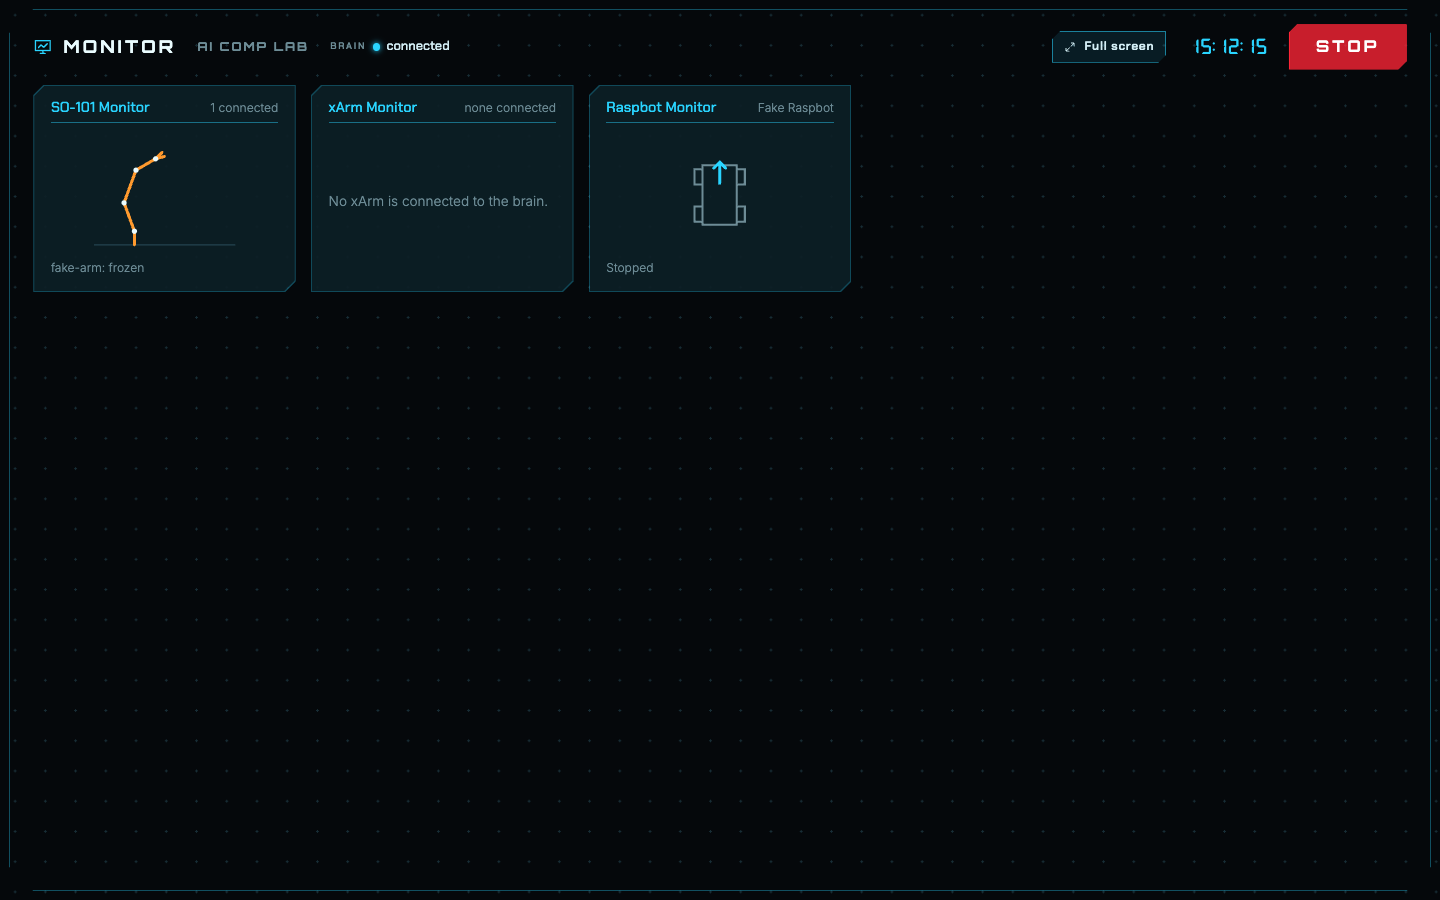 MONITOR AI COMP LAB BRAIN connected Full screen 15:12:15 STOP
SO-101 Monitor 1 connected
fake-arm: frozen
xArm Monitor none connected
No xArm is connected to the brain.
Raspbot Monitor Fake Raspbot
Stopped